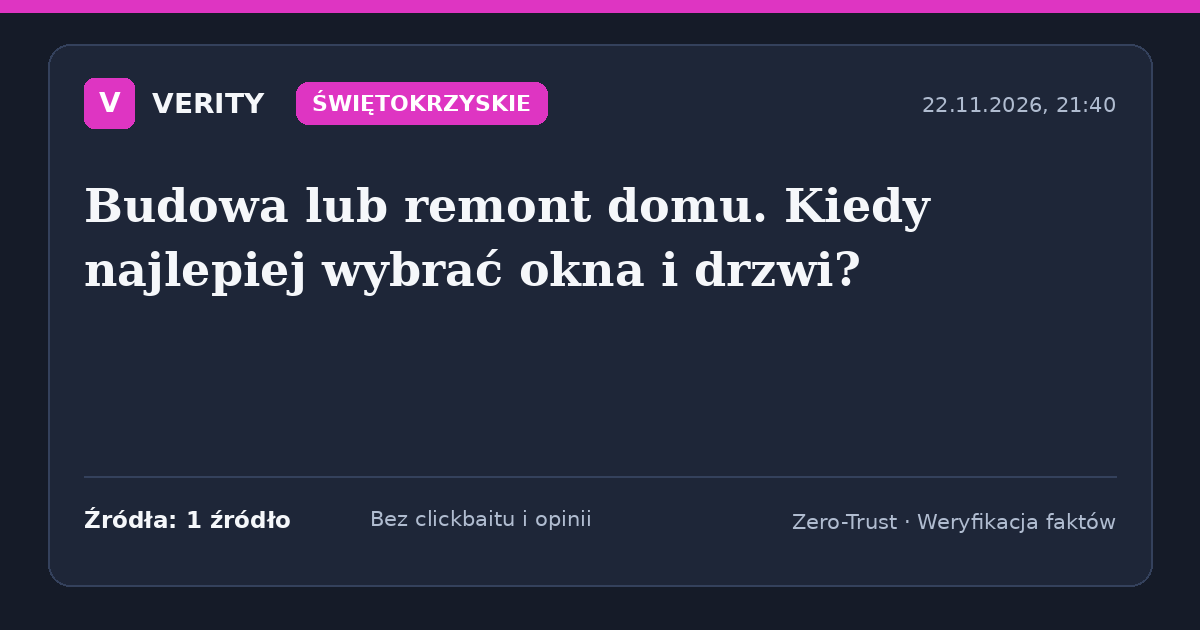 V VERITY ŚWIĘTOKRZYSKIE 22.11.2026, 21:40
Budowa lub remont domu. Kiedy
najlepiej wybrać okna i drzwi?
Źródła: 1 źródło Bez clickbaitu i opinii Zero-Trust · Weryfikacja faktów